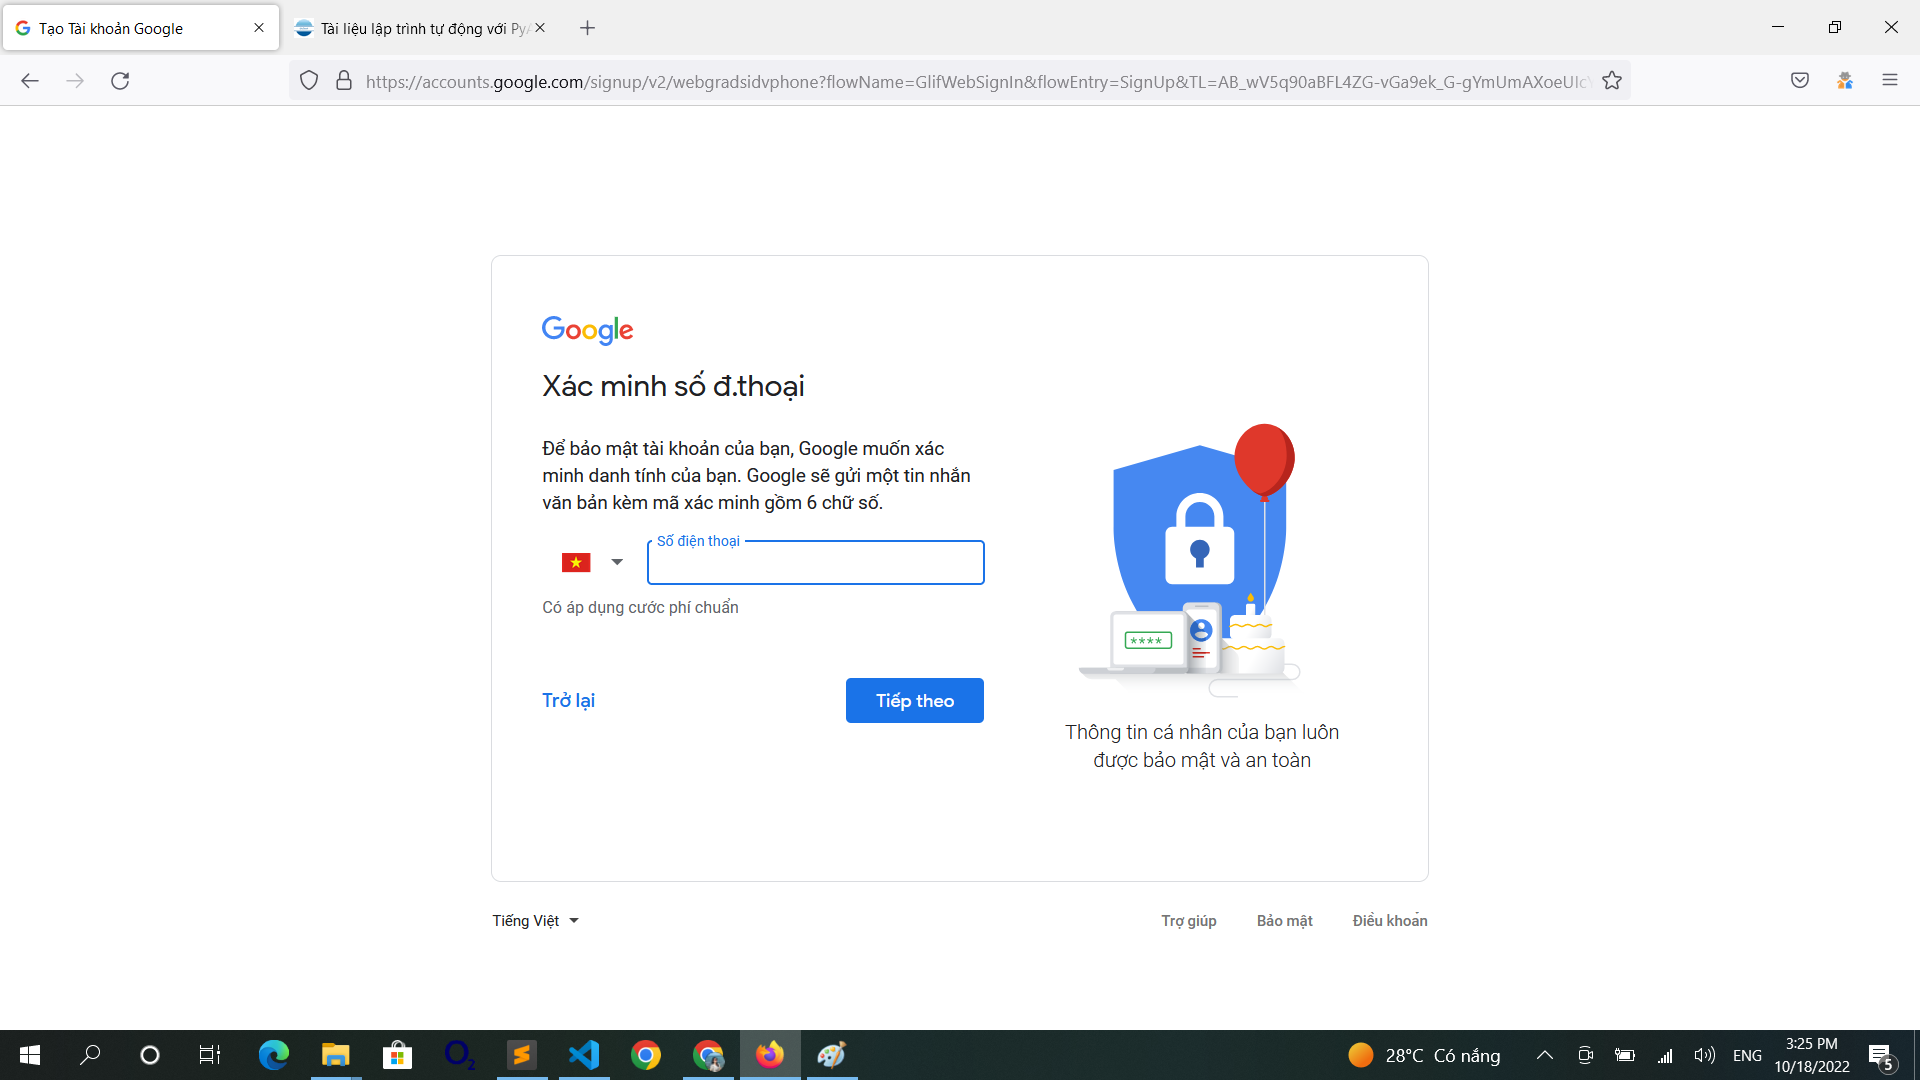 Tạo Tài khoản Google
Tài liệu lập trình tự động với PyA
https://accounts.google.com/signup/v2/webgradsidvphone?flowName=GlifWebSignIn&flowEntry=SignUp&TL=AB_wV5q90aBFL4ZG-vGa9ek_G-gYmUmAXoeUIcY
Google
Xác minh số đ.thoại
Để bảo mật tài khoản của bạn, Google muốn xác
minh danh tính của bạn. Google sẽ gửi một tin nhắn
văn bản kèm mã xác minh gồm 6 chữ số.
Số điện thoại
Có áp dụng cước phí chuẩn
Trở lại
Tiếp theo
****
Thông tin cá nhân của bạn luôn
được bảo mật và an toàn
Tiếng Việt
Trợ giúp
Bảo mật
Điều khoản
O2
28°C Có nắng
ENG
3:25 PM
10/18/2022
5